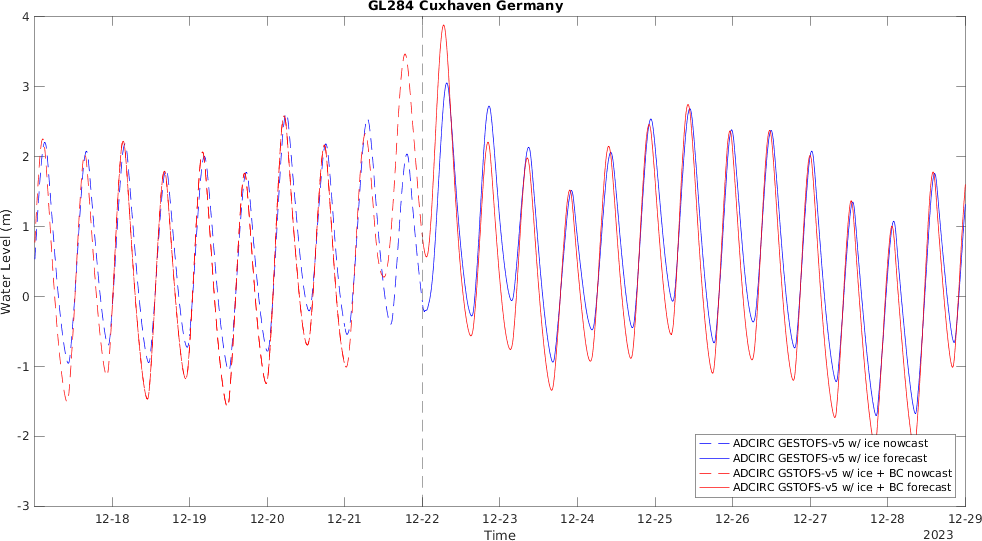 GL284 Cuxhaven Germany
4
3
2
1
0
-1
-2
-3
Water Level (m)
ADCIRC GESTOFS-v5 w/ ice nowcast
ADCIRC GESTOFS-v5 w/ ice forecast
ADCIRC GSTOFS-v5 w/ ice + BC nowcast
ADCIRC GSTOFS-v5 w/ ice + BC forecast
12-18 12-19 12-20 12-21 12-22 12-23 12-24 12-25 12-26 12-27 12-28 12-29
Time
2023